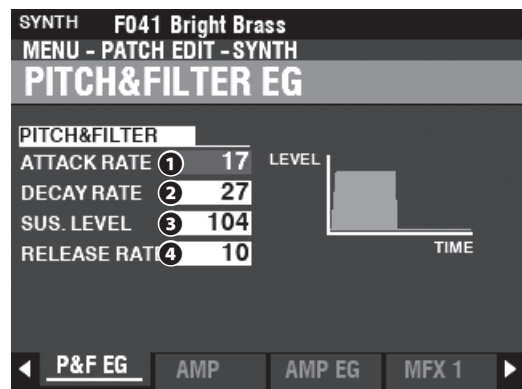 SYNTH F041 Bright Brass
MENU - PATCH EDIT - SYNTH
PITCH&FILTER EG
PITCH&FILTER
ATTACK RATE 1 17
DECAY RATE 2 27
SUS. LEVEL 3 104
RELEASE RAT 4 10
LEVEL
TIME
P&F EG AMP AMP EG MFX 1